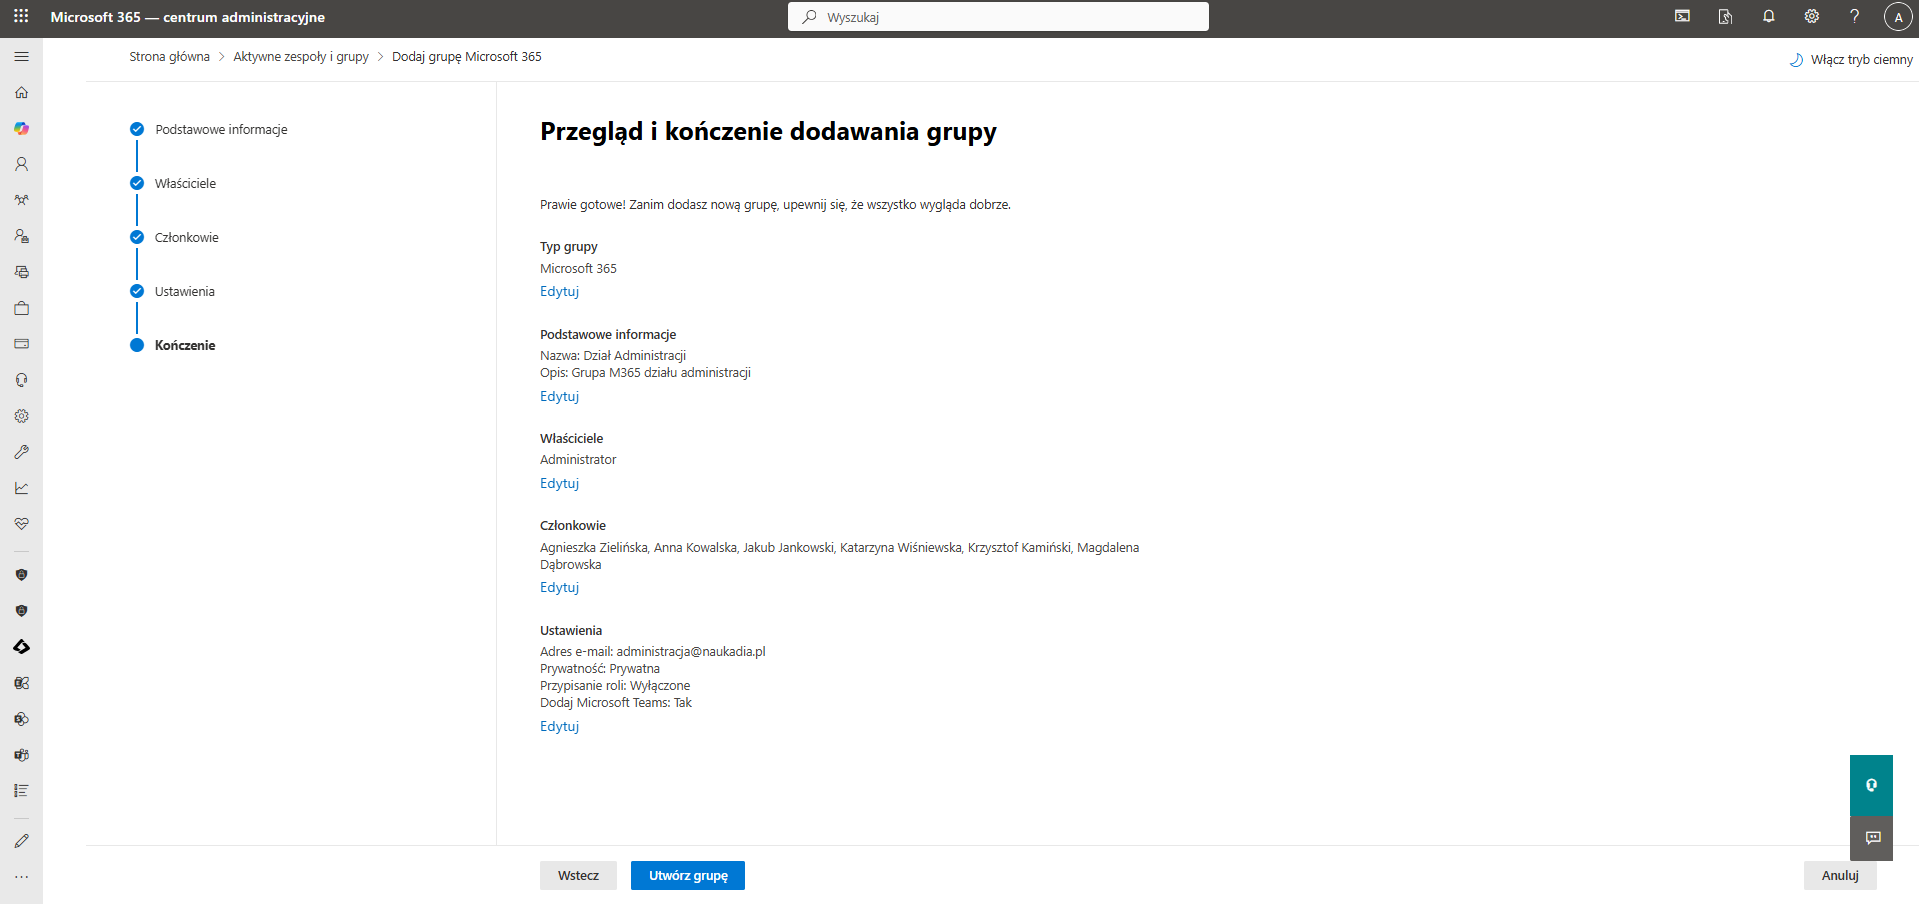 Microsoft 365 — centrum administracyjne
Wyszukaj
A
Strona główna > Aktywne zespoły i grupy > Dodaj grupę Microsoft 365
Włącz tryb ciemny
Podstawowe informacje
Właściciele
Członkowie
Ustawienia
Kończenie
Przegląd i kończenie dodawania grupy
Prawie gotowe! Zanim dodasz nową grupę, upewnij się, że wszystko wygląda dobrze.
Typ grupy
Microsoft 365
Edytuj
Podstawowe informacje
Nazwa: Dział Administracji
Opis: Grupa M365 działu administracji
Edytuj
Właściciele
Administrator
Edytuj
Członkowie
Agnieszka Zielińska, Anna Kowalska, Jakub Jankowski, Katarzyna Wiśniewska, Krzysztof Kamiński, Magdalena
Dąbrowska
Edytuj
Ustawienia
Adres e-mail: administracja@naukadia.pl
Prywatność: Prywatna
Przypisanie roli: Wyłączone
Dodaj Microsoft Teams: Tak
Edytuj
Wstecz
Utwórz grupę
Anuluj